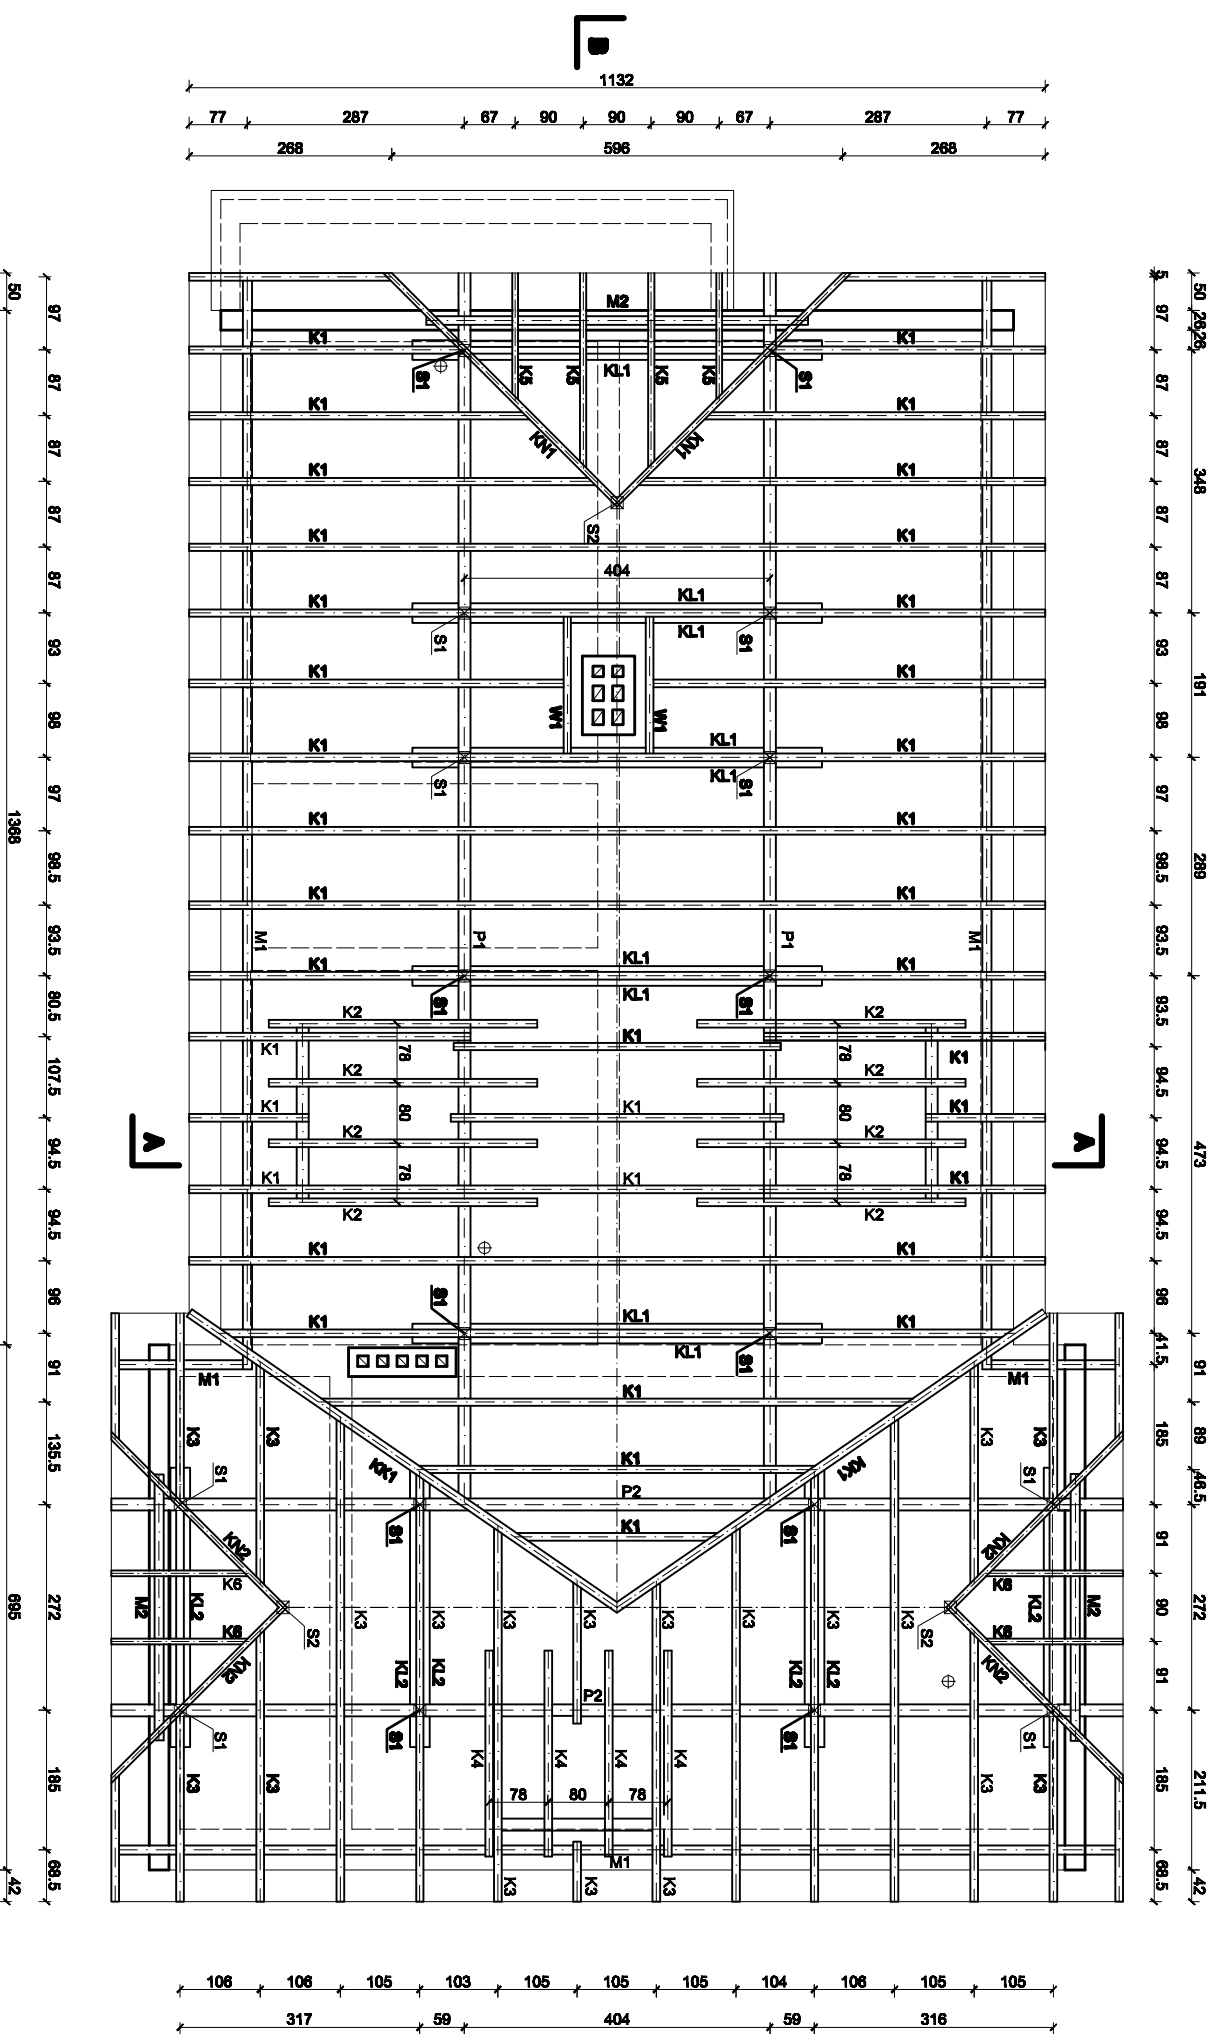 B
1132
77 287 67 90 90 90 67 287 77
268 596 268
50 97 5 97 50 26 26
M2
K1 K1
S1 KL1 S1
K5 K5 K5 K5
87 K1 K1 87
KN1 KN1
87 K1 K1 87 348
S2
87 K1 K1 87
404
87 K1 KL1 K1 87
KL1
S1 S1
93 K1 K1 93 191
W1 W1
98 K1 KL1 K1 98
KL1
S1 S1
97 K1 K1 97
1368 98.5 K1 K1 98.5 289
93.5 M1 P1 P1 M1 93.5
K1 KL1 K1
KL1
S1 S1
80.5 K2 K2 93.5
K1
K1 78 78 K1
107.5 K2 K2 94.5
K1 80 K1 80 K1
94.5 K2 K2 94.5 473
A A
K1 78 K1 78 K1
K2 K2
94.5 K1 K1 94.5
96 S1 96
K1 KL1 K1
KL1 S1
41.5
91 M1 M1 91
K1
135.5 K3 K3 K3 K3 185 89
KK1 K1 KK1
S1 S1 46.5
P2
S1 K1 S1
KN2 KN2 91
K6 K6
695 272 M2 KL2 KL2 M2 90 272
K3 K3 K3 K3 K3 K3 K3
K6 S2 S2 K6
KN2 KL2 KL2 KL2 KL2 KN2 91
P2
S1 S1 S1 S1
K4 K4 K4 K4
185 K3 K3 K3 K3 185 211.5
78 80 78
M1
68.5 42 K3 K3 K3 68.5 42
106 106 105 103 105 105 105 104 106 105 105
317 59 404 59 316